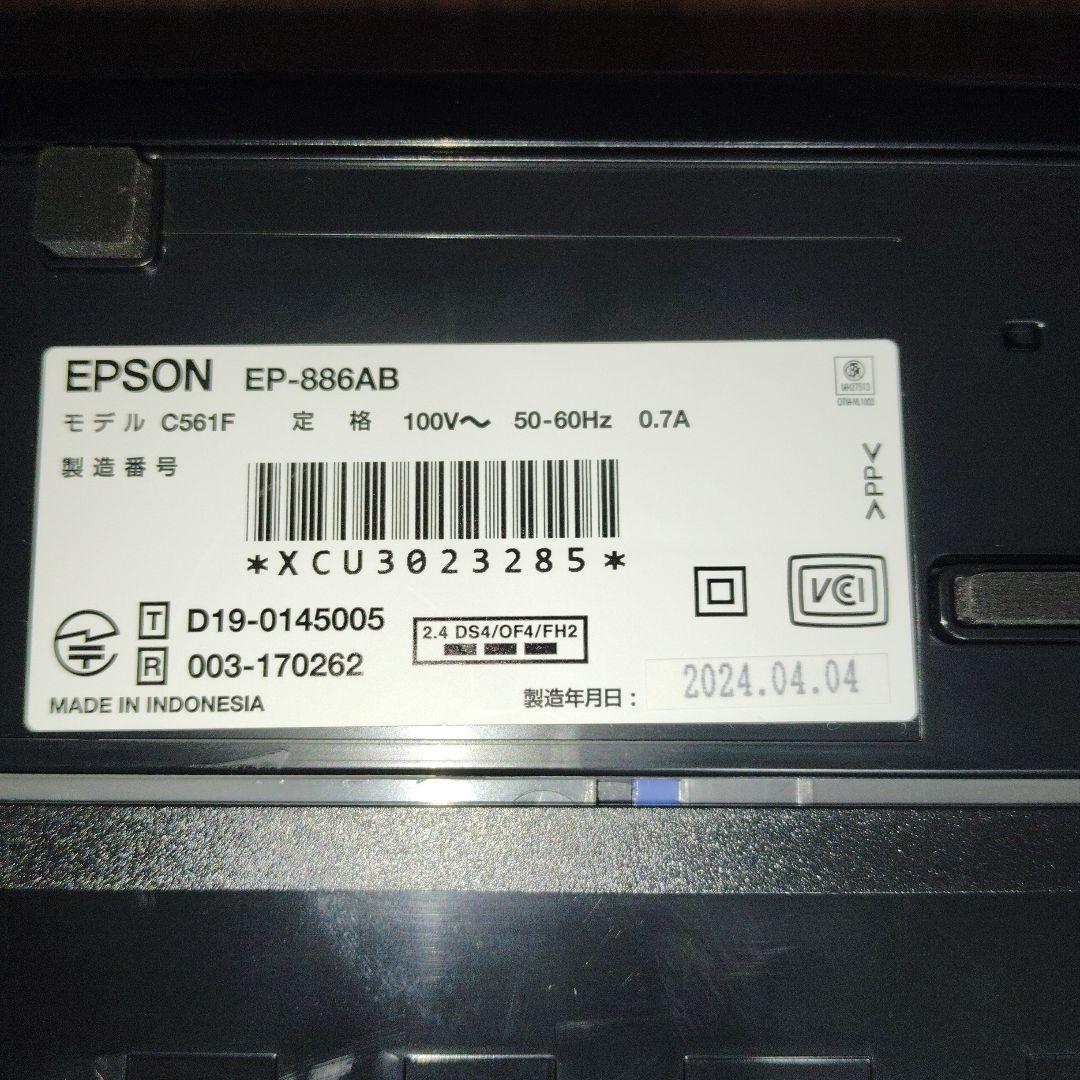 EPSON EP-886AB
モデル C561F 定格 100V～ 50-60Hz 0.7A
製造番号
*XCU3023285*
>PP<
T D19-0145005
R 003-170262
2.4 DS4/OF4/FH2
VCCI
MADE IN INDONESIA
製造年月日：2024.04.04